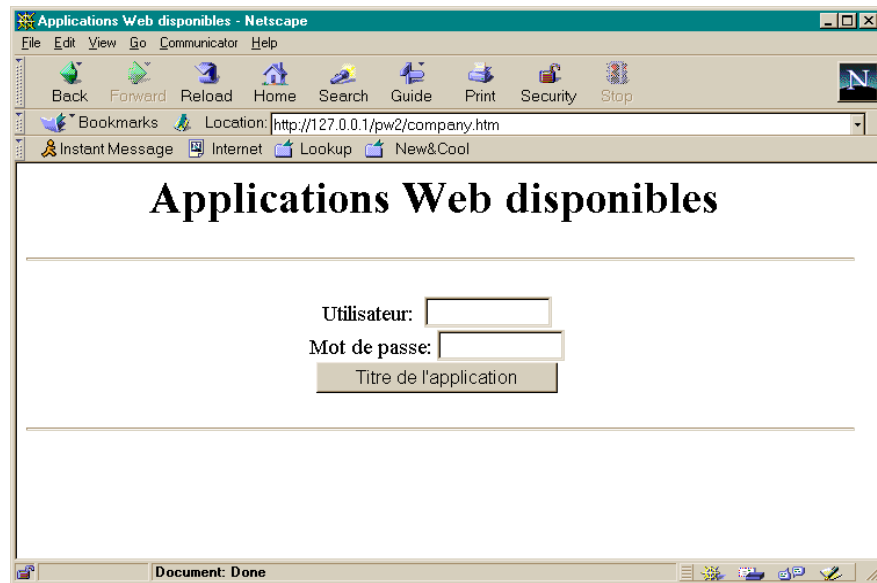 Applications Web disponibles - Netscape
File Edit View Go Communicator Help
Back Forward Reload Home Search Guide Print Security Stop
N
Bookmarks Location: http://127.0.0.1/pw2/company.htm
Instant Message Internet Lookup New&Cool
Applications Web disponibles
Utilisateur:
Mot de passe:
Titre de l'application
Document: Done